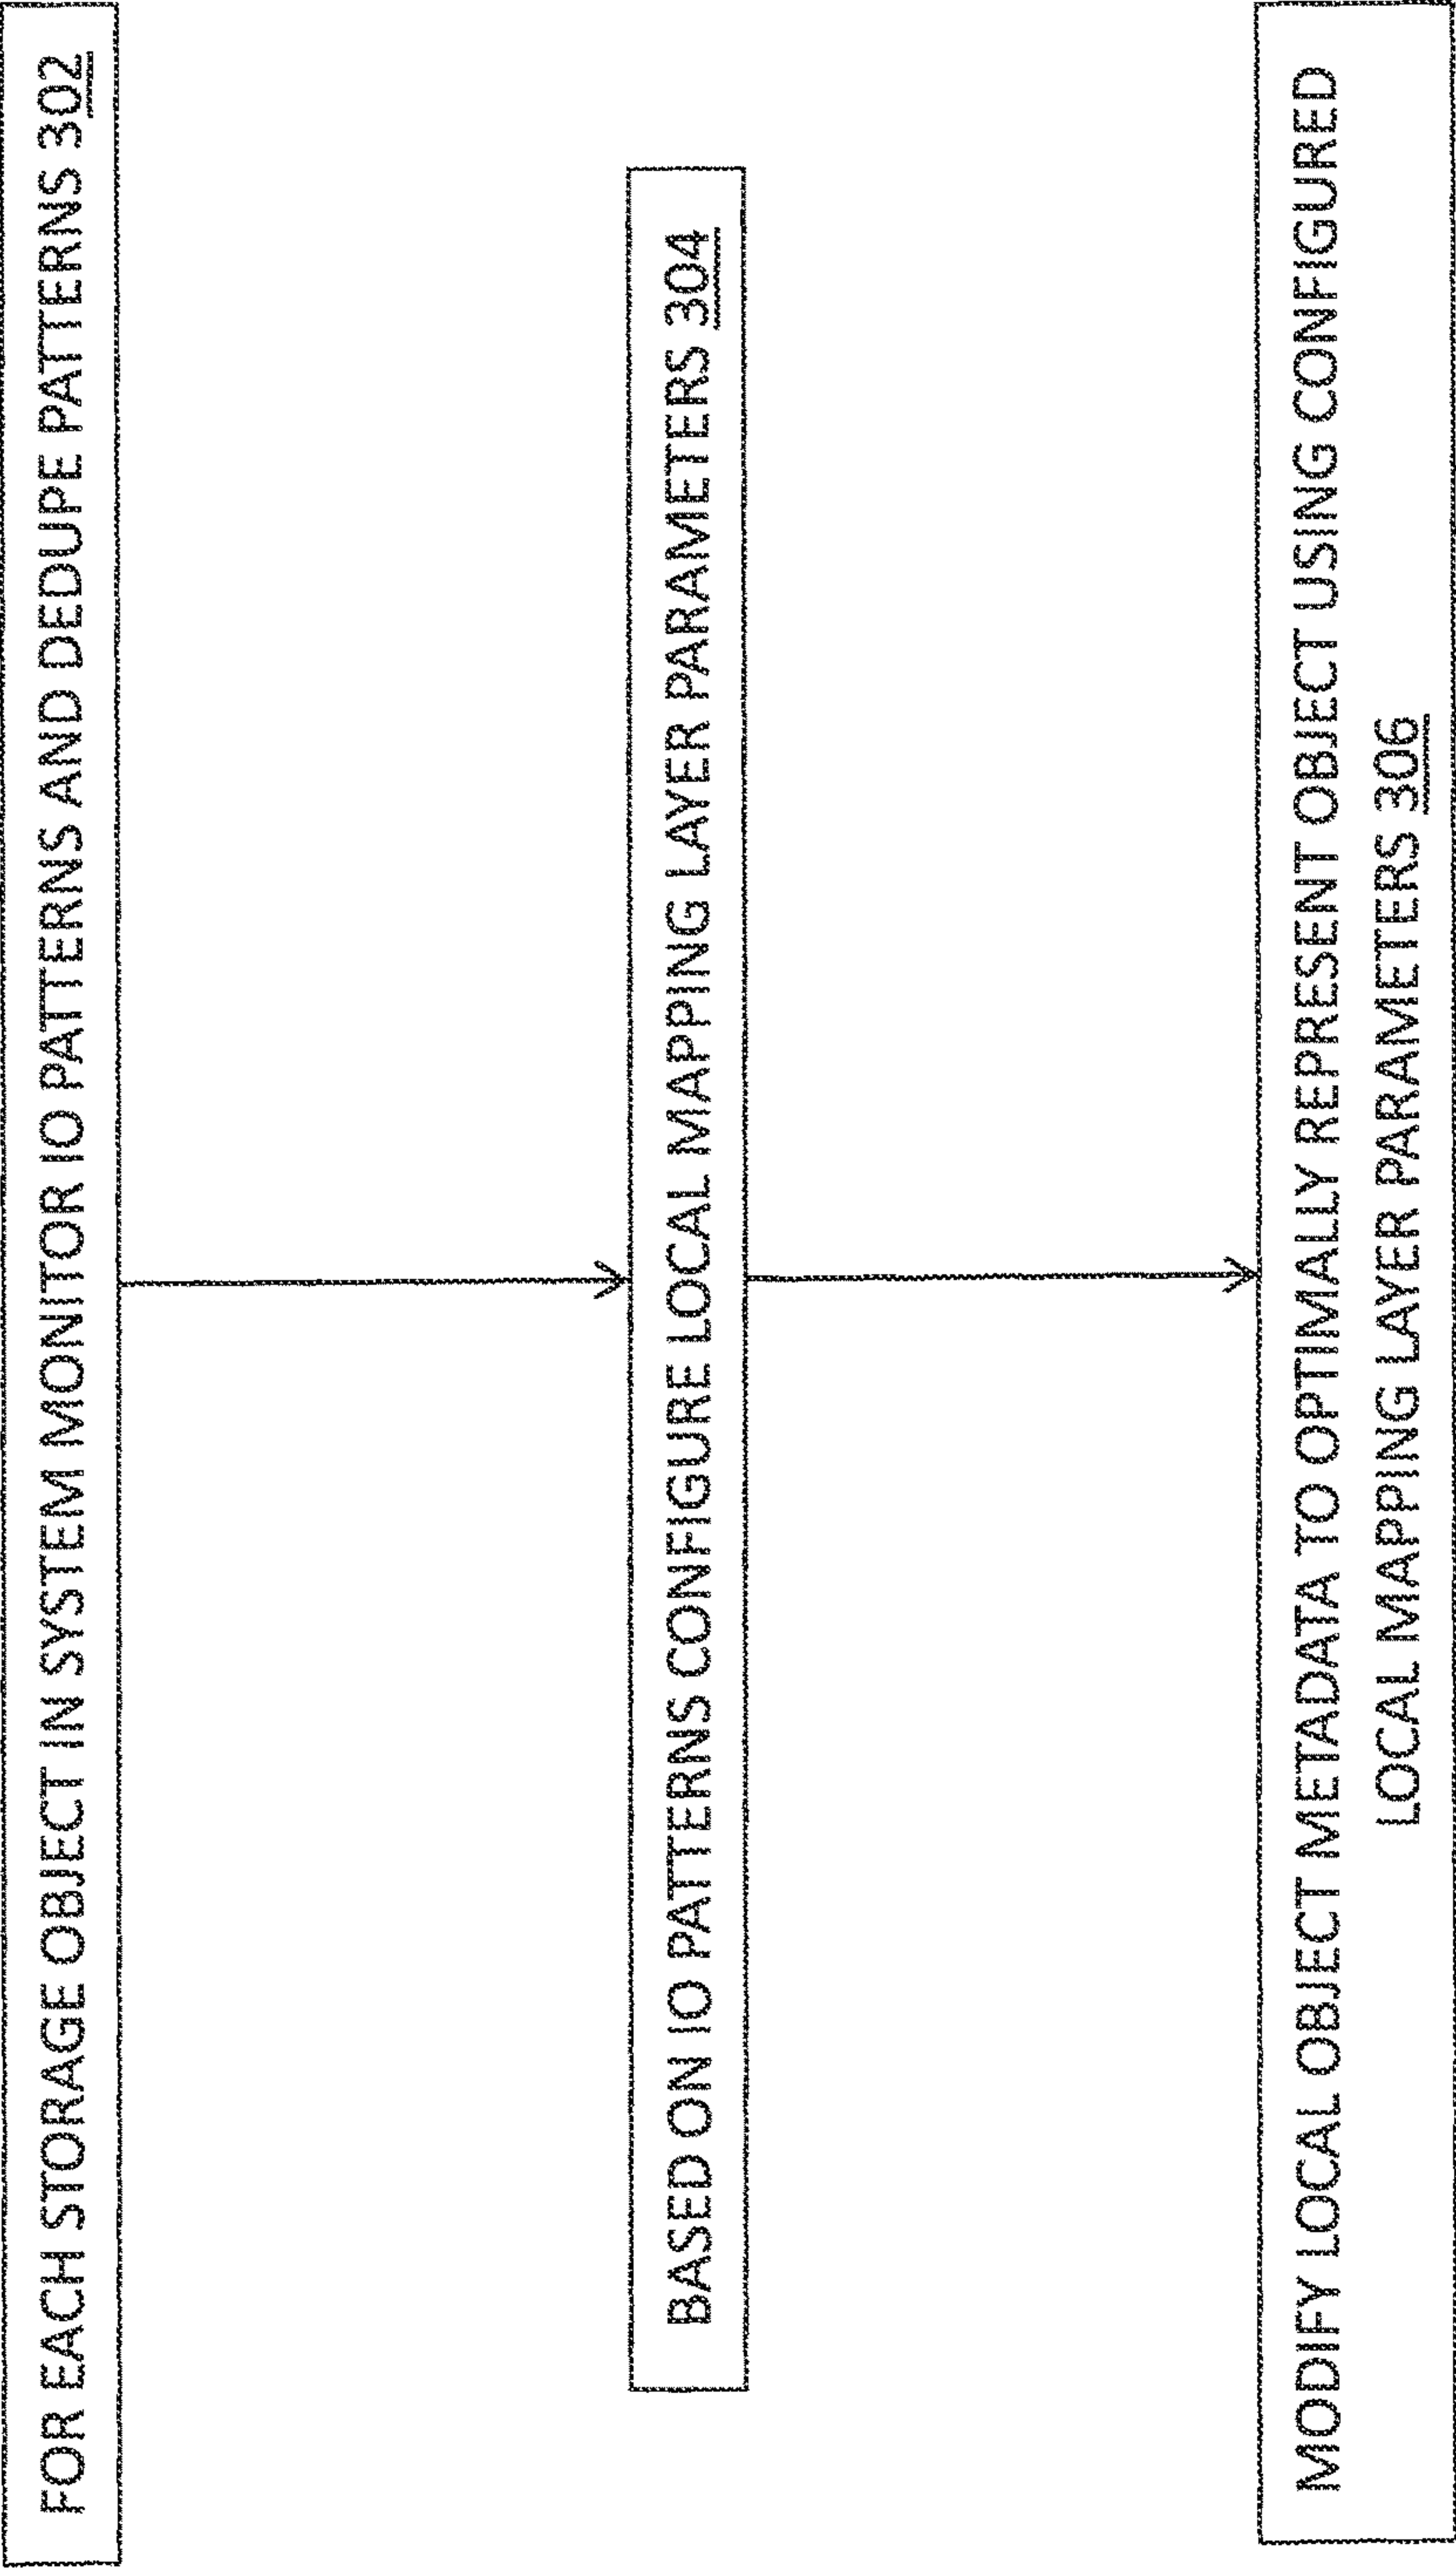 FOR EACH STORAGE OBJECT IN SYSTEM MONITOR IO PATTERNS AND DEDUPE PATTERNS 302
BASED ON IO PATTERNS CONFIGURE LOCAL MAPPING LAYER PARAMETERS 304
MODIFY LOCAL OBJECT METADATA TO OPTIMALLY REPRESENT OBJECT USING CONFIGURED
LOCAL MAPPING LAYER PARAMETERS 306